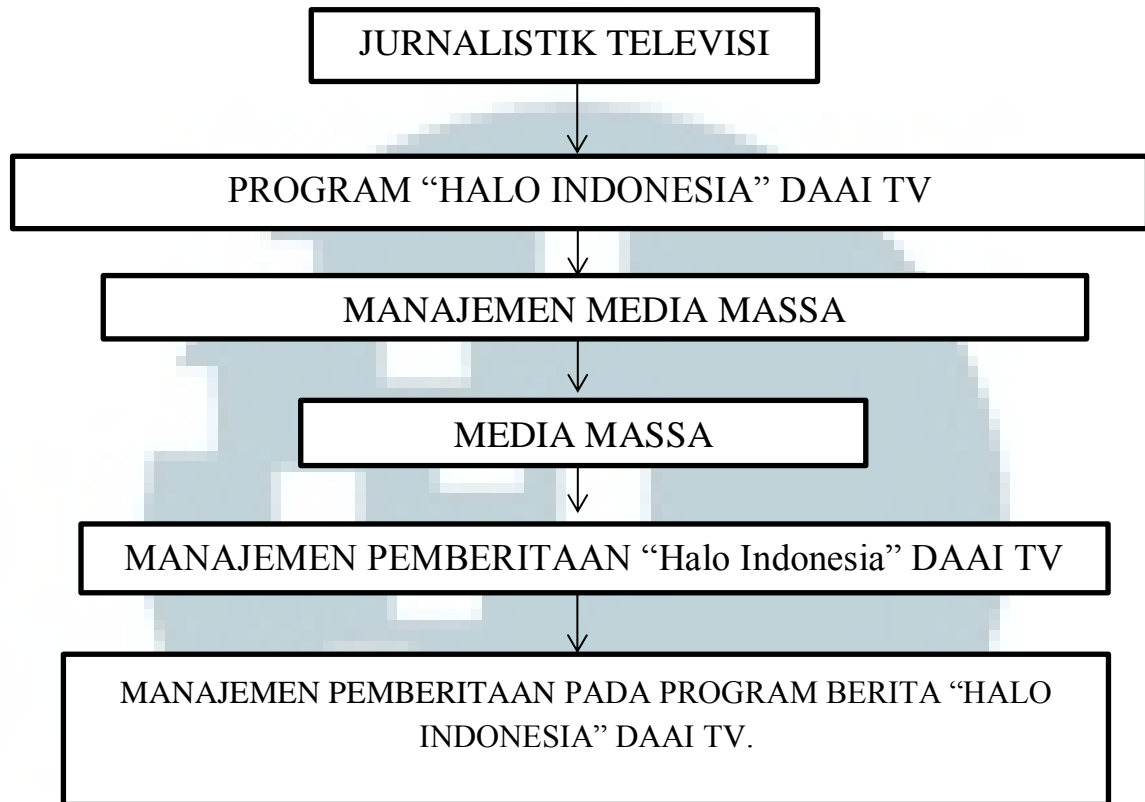 JURNALISTIK TELEVISI
PROGRAM “HALO INDONESIA” DAAI TV
MANAJEMEN MEDIA MASSA
MEDIA MASSA
MANAJEMEN PEMBERITAAN “Halo Indonesia” DAAI TV
MANAJEMEN PEMBERITAAN PADA PROGRAM BERITA “HALO
INDONESIA” DAAI TV.